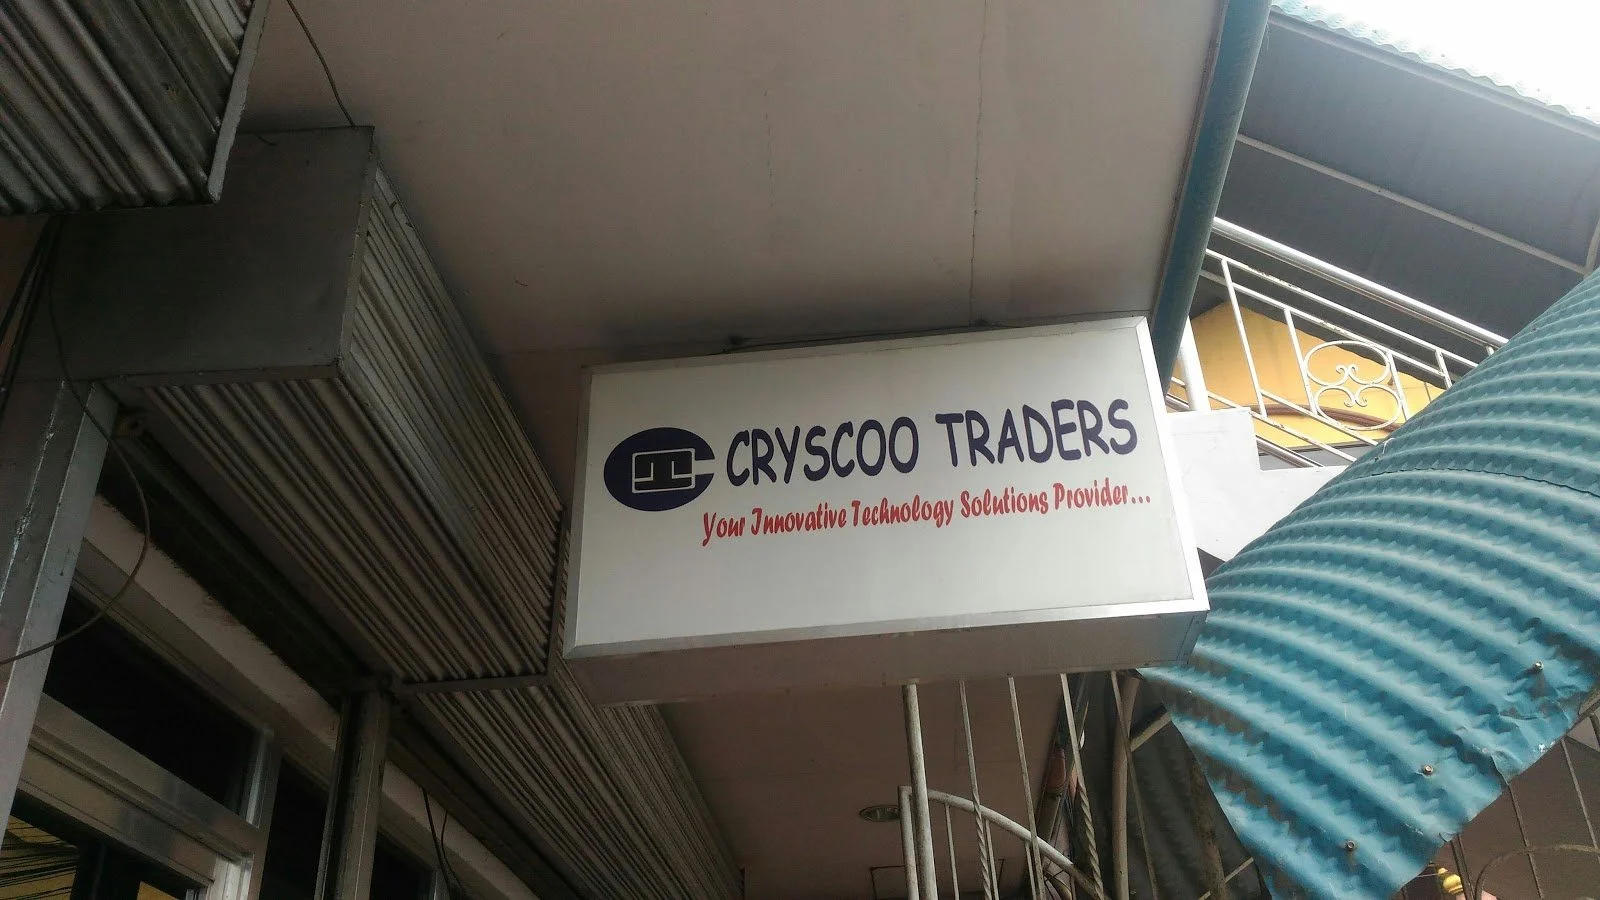 CRYSCOO TRADERS
Your Innovative Technology Solutions Provider...